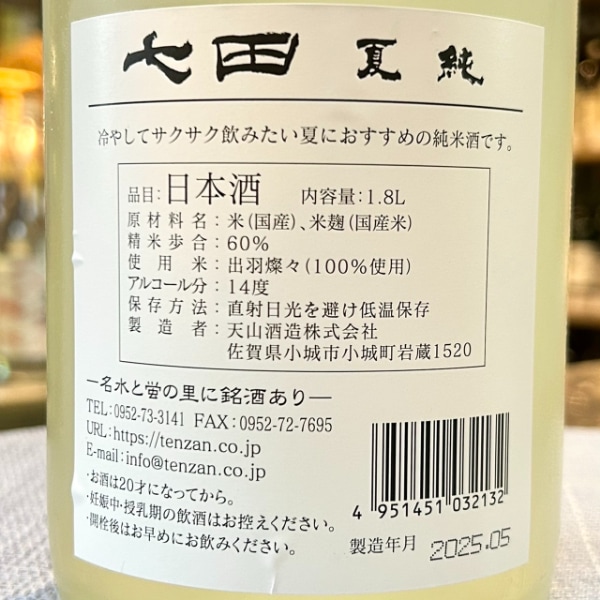 七田 夏純
冷やしてサクサク飲みたい夏におすすめの純米酒です。
品目:日本酒 内容量:1.8L
原材料名:米(国産)、米麹(国産米)
精米歩合:60%
使用米:出羽燦々(100%使用)
アルコール分:14度
保存方法:直射日光を避け低温保存
製造者:天山酒造株式会社
佐賀県小城市小城町岩蔵1520
—名水と蛍の里に銘酒あり—
TEL:0952-73-3141 FAX:0952-72-7695
URL:https://tenzan.co.jp
E-mail:info@tenzan.co.jp
・お酒は20才になってから。
・妊娠中・授乳期の飲酒はお控えください。
・開栓後はお早めにお飲みください。
4 951451 032132
製造年月 2025.05